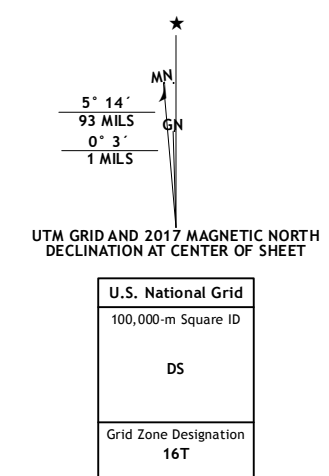 MN
5° 14´
93 MILS
GN
0° 3´
1 MILS
UTM GRID AND 2017 MAGNETIC NORTH
DECLINATION AT CENTER OF SHEET
U.S. National Grid
100,000-m Square ID
DS
Grid Zone Designation
16T